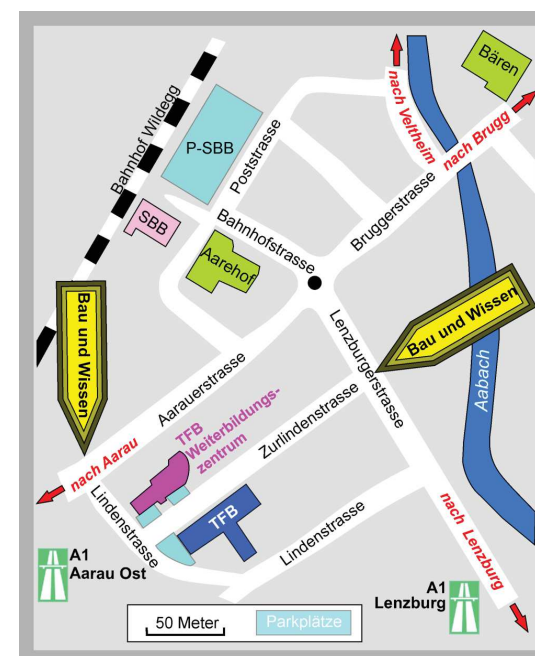 Bären
nach Veltheim
nach Brugg
Bahnhof Wildegg
P-SBB
Poststrasse
SBB
Bahnhofstrasse
Bruggerstrasse
Aarehof
Bau und Wissen
Bau und Wissen
Lenzburgerstrasse
Aabach
Aarauerstrasse
TFB
Weiterbildungs-
zentrum
Zurlindenstrasse
nach Aarau
Lindenstrasse
TFB
Lindenstrasse
nach Lenzburg
A1
Aarau Ost
A1
Lenzburg
50 Meter
Parkplätze